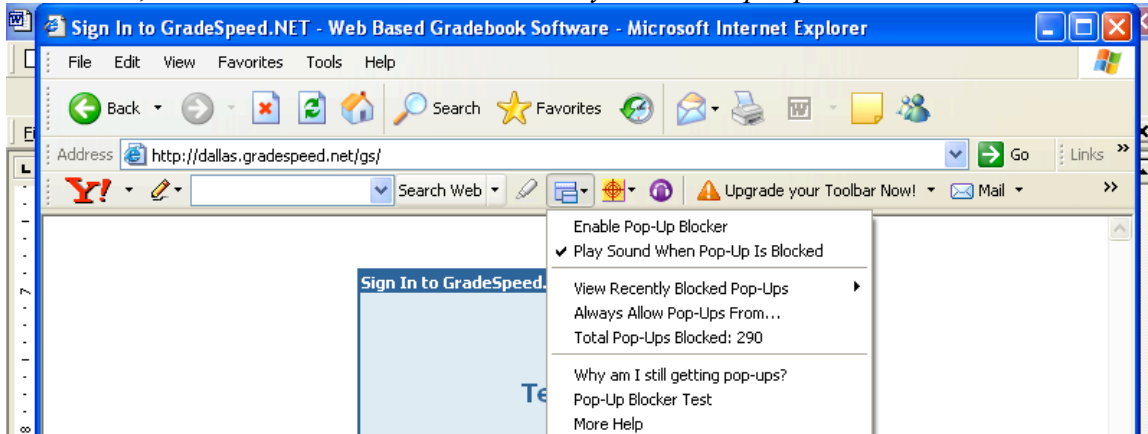 Sign In to GradeSpeed.NET - Web Based Gradebook Software - Microsoft Internet Explorer
File Edit View Favorites Tools Help
Back Search Favorites
Address http://dallas.gradespeed.net/gs/ Go Links »
Y! Search Web Upgrade your Toolbar Now! Mail »
Enable Pop-Up Blocker
✔ Play Sound When Pop-Up Is Blocked
Sign In to GradeSpeed.
View Recently Blocked Pop-Ups
Always Allow Pop-Ups From...
Total Pop-Ups Blocked: 290
Why am I still getting pop-ups?
Te
Pop-Up Blocker Test
More Help